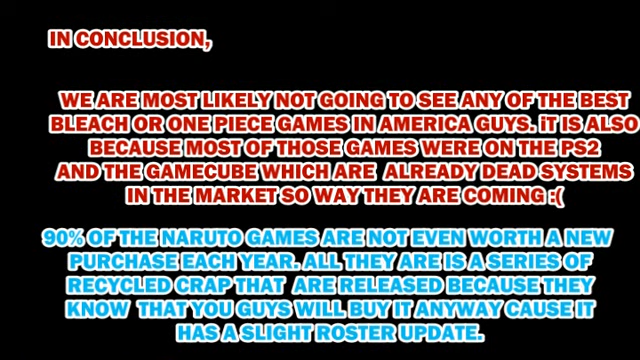 IN CONCLUSION,
WE ARE MOST LIKELY NOT GOING TO SEE ANY OF THE BEST
BLEACH OR ONE PIECE GAMES IN AMERICA GUYS. iT IS ALSO
BECAUSE MOST OF THOSE GAMES WERE ON THE PS2
AND THE GAMECUBE WHICH ARE ALREADY DEAD SYSTEMS
IN THE MARKET SO WAY THEY ARE COMING :(
90% OF THE NARUTO GAMES ARE NOT EVEN WORTH A NEW
PURCHASE EACH YEAR. ALL THEY ARE IS A SERIES OF
RECYCLED CRAP THAT ARE RELEASED BECAUSE THEY
KNOW THAT YOU GUYS WILL BUY IT ANYWAY CAUSE IT
HAS A SLIGHT ROSTER UPDATE.